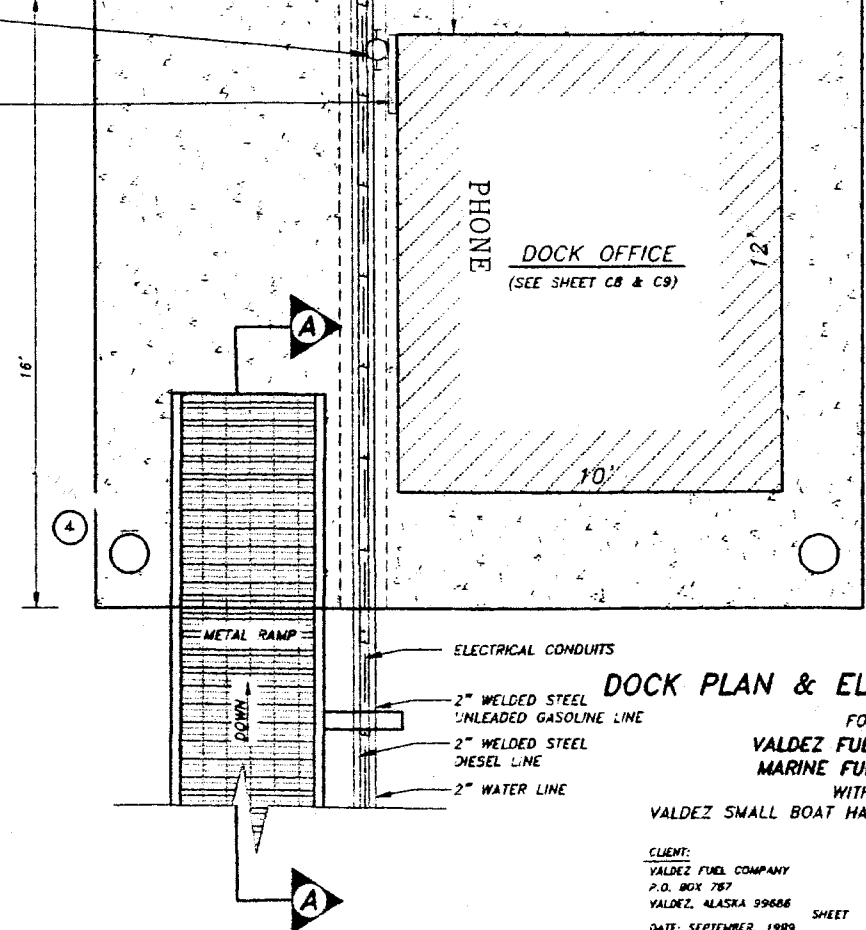 PHONE
DOCK OFFICE
(SEE SHEET C8 & C9)
12'
A
16'
10'
4
METAL RAMP
DOWN
ELECTRICAL CONDUITS
2" WELDED STEEL
UNLEADED GASOLINE LINE
2" WELDED STEEL
DIESEL LINE
2" WATER LINE
A
DOCK PLAN & EL
FO
VALDEZ FUE
MARINE FU
WITH
VALDEZ SMALL BOAT HA
CLIENT:
VALDEZ FUEL COMPANY
P.O. BOX 767
VALDEZ, ALASKA 99686
SHEET
DATE: SEPTEMBER, 1989